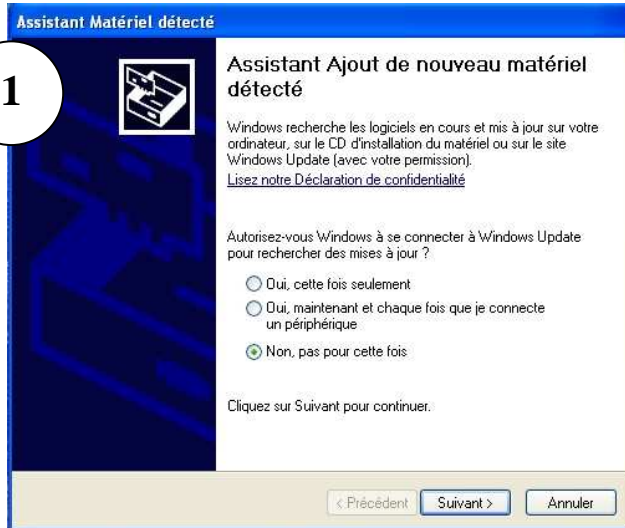 Assistant Matériel détecté
1
Assistant Ajout de nouveau matériel
détecté
Windows recherche les logiciels en cours et mis à jour sur votre
ordinateur, sur le CD d'installation du matériel ou sur le site
Windows Update (avec votre permission).
Lisez notre Déclaration de confidentialité
Autorisez-vous Windows à se connecter à Windows Update
pour rechercher des mises à jour ?
Oui, cette fois seulement
Oui, maintenant et chaque fois que je connecte
un périphérique
Non, pas pour cette fois
Cliquez sur Suivant pour continuer.
< Précédent Suivant > Annuler